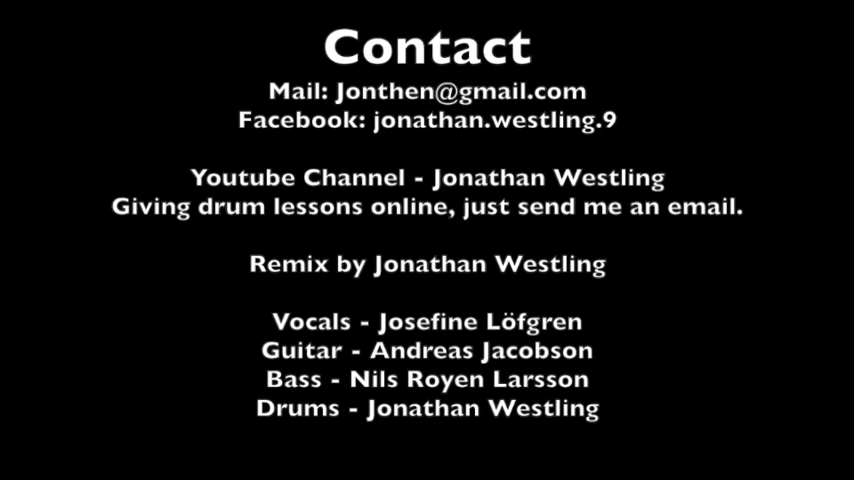 Contact
Mail: Jonthen@gmail.com
Facebook: jonathan.westling.9
Youtube Channel - Jonathan Westling
Giving drum lessons online, just send me an email.
Remix by Jonathan Westling
Vocals - Josefine Löfgren
Guitar - Andreas Jacobson
Bass - Nils Royen Larsson
Drums - Jonathan Westling